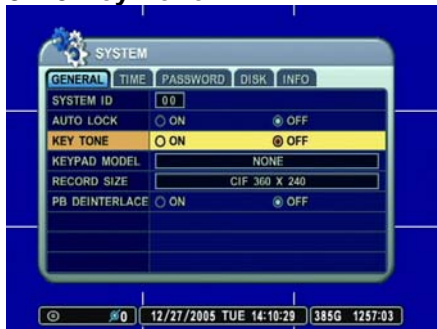 SYSTEM
GENERAL TIME PASSWORD DISK INFO
SYSTEM ID 00
AUTO LOCK ON OFF
KEY TONE ON OFF
KEYPAD MODEL NONE
RECORD SIZE CIF 360 X 240
PB DEINTERLACE ON OFF
0 12/27/2005 TUE 14:10:29 385G 1257:03